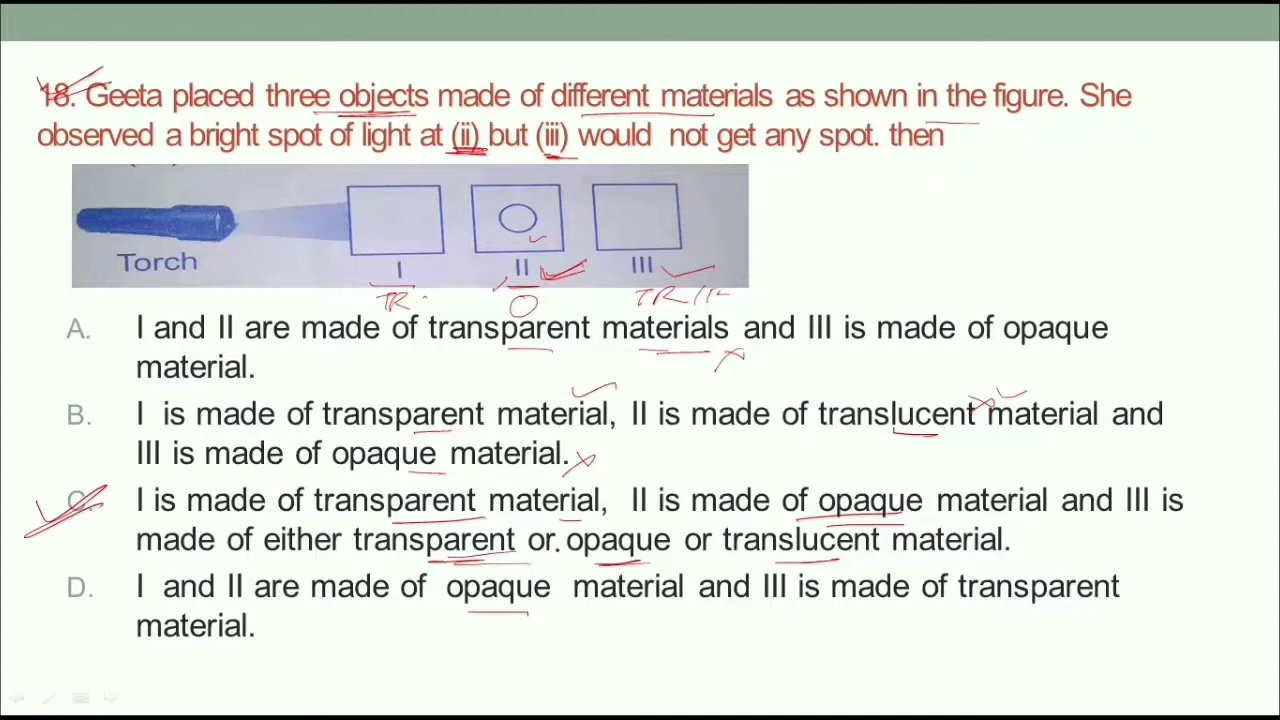 18. Geeta placed three objects made of different materials as shown in the figure. She
observed a bright spot of light at (ii) but (iii) would not get any spot. then
Torch
I
II
III
TR
O
A. I and II are made of transparent materials and III is made of opaque
material.
B. I is made of transparent material, II is made of translucent material and
III is made of opaque material.
C. I is made of transparent material, II is made of opaque material and III is
made of either transparent or opaque or translucent material.
D. I and II are made of opaque material and III is made of transparent
material.